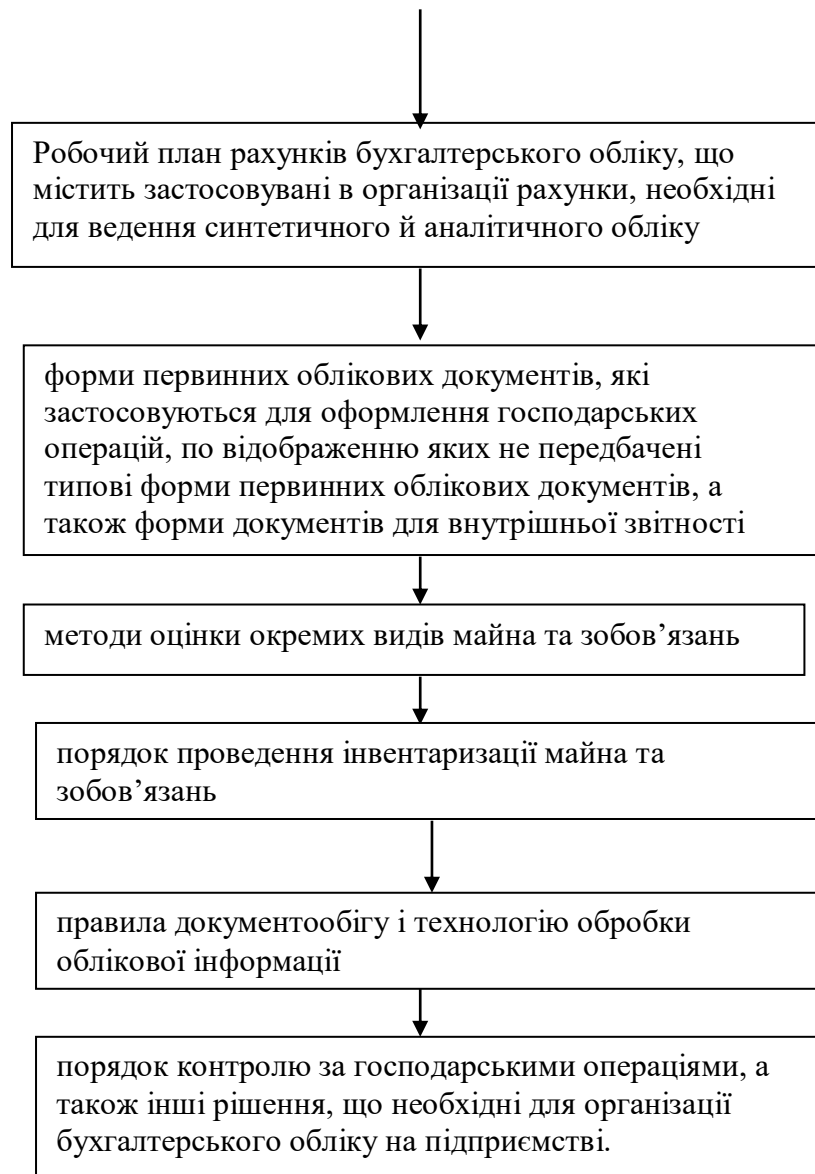 Робочий план рахунків бухгалтерського обліку, що
містить застосовувані в організації рахунки, необхідні
для ведення синтетичного й аналітичного обліку
форми первинних облікових документів, які
застосовуються для оформлення господарських
операцій, по відображенню яких не передбачені
типові форми первинних облікових документів, а
також форми документів для внутрішньої звітності
методи оцінки окремих видів майна та зобов’язань
порядок проведення інвентаризації майна та
зобов’язань
правила документообігу і технологію обробки
облікової інформації
порядок контролю за господарськими операціями, а
також інші рішення, що необхідні для організації
бухгалтерського обліку на підприємстві.